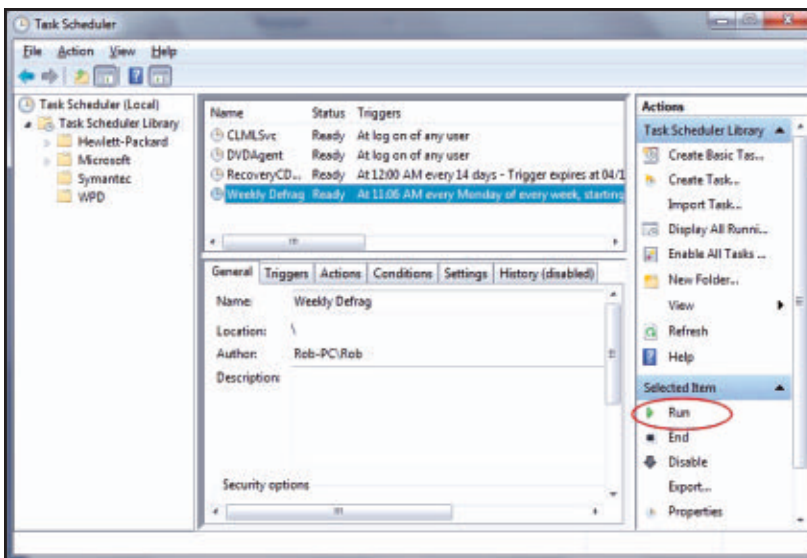 Task Scheduler
File Action View Help
Task Scheduler (Local)
Task Scheduler Library
Hewlett-Packard
Microsoft
Symantec
WPD
Name Status Triggers
CLMLSvc Ready At log on of any user
DVDAgent Ready At log on of any user
RecoveryCD... Ready At 12:00 AM every 14 days - Trigger expires at 04/1
Weekly Defrag Ready At 11:06 AM every Monday of every week, starting
General Triggers Actions Conditions Settings History (disabled)
Name: Weekly Defrag
Location: \
Author: Rob-PC\Rob
Description:
Security options
Actions
Task Scheduler Library
Create Basic Tas...
Create Task...
Import Task...
Display All Runni...
Enable All Tasks ...
New Folder...
View
Refresh
Help
Selected Item
Run
End
Disable
Export...
Properties